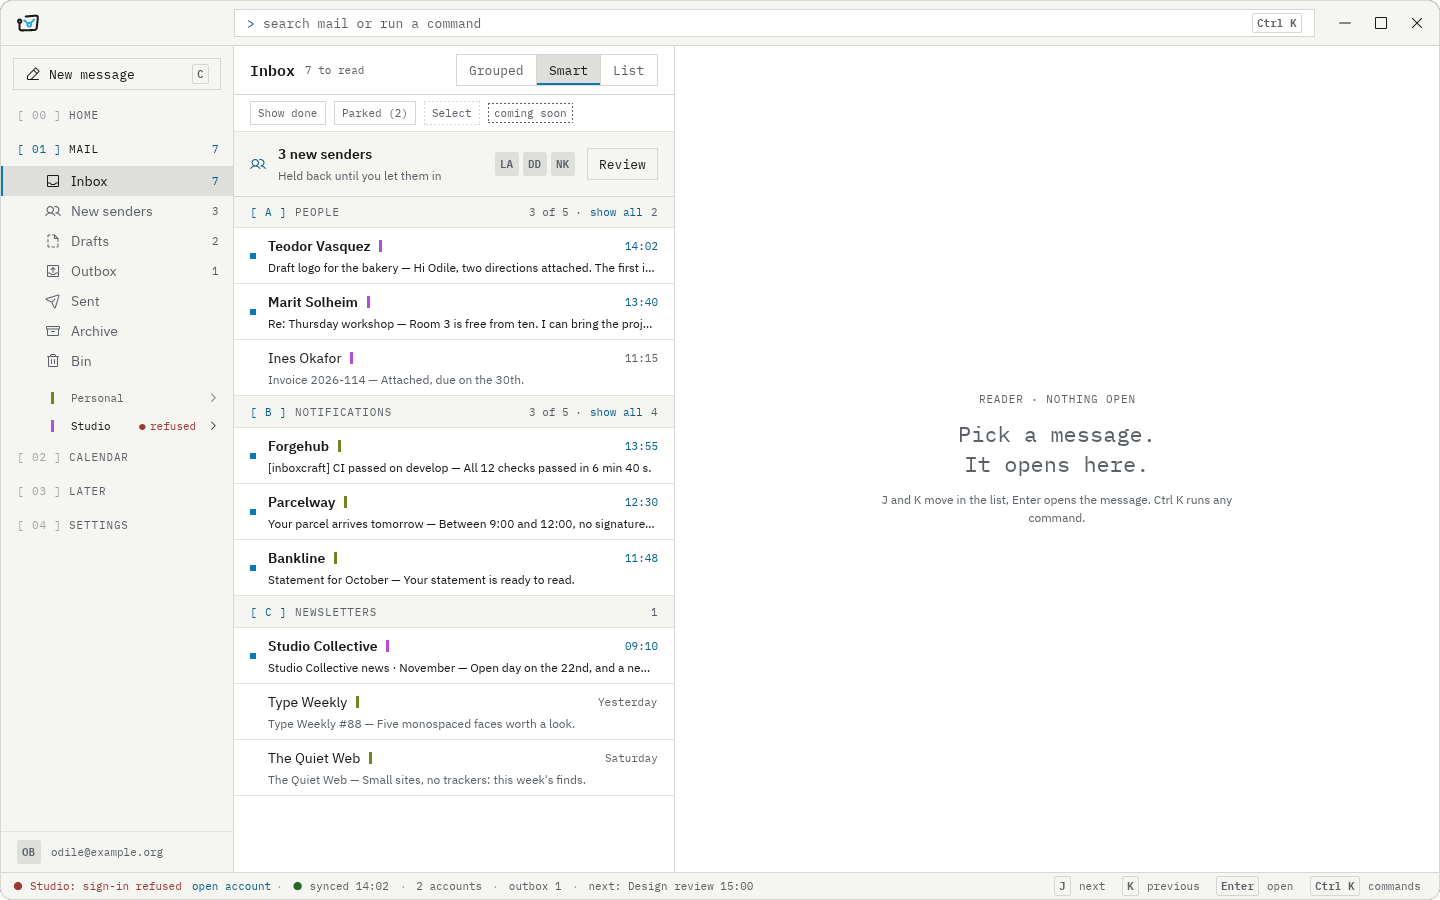 > search mail or run a command Ctrl K
New message C
[ 00 ] HOME
[ 01 ] MAIL 7
Inbox 7
New senders 3
Drafts 2
Outbox 1
Sent
Archive
Bin
Personal
Studio refused
[ 02 ] CALENDAR
[ 03 ] LATER
[ 04 ] SETTINGS
OB odile@example.org
Inbox 7 to read Grouped Smart List
Show done Parked (2) Select coming soon
3 new senders
Held back until you let them in
LA DD NK Review
[ A ] PEOPLE 3 of 5 · show all 2
Teodor Vasquez 14:02
Draft logo for the bakery — Hi Odile, two directions attached. The first i...
Marit Solheim 13:40
Re: Thursday workshop — Room 3 is free from ten. I can bring the proj...
Ines Okafor 11:15
Invoice 2026-114 — Attached, due on the 30th.
[ B ] NOTIFICATIONS 3 of 5 · show all 4
Forgehub 13:55
[inboxcraft] CI passed on develop — All 12 checks passed in 6 min 40 s.
Parcelway 12:30
Your parcel arrives tomorrow — Between 9:00 and 12:00, no signature...
Bankline 11:48
Statement for October — Your statement is ready to read.
[ C ] NEWSLETTERS 1
Studio Collective 09:10
Studio Collective news · November — Open day on the 22nd, and a ne...
Type Weekly Yesterday
Type Weekly #88 — Five monospaced faces worth a look.
The Quiet Web Saturday
The Quiet Web — Small sites, no trackers: this week's finds.
READER · NOTHING OPEN
Pick a message.
It opens here.
J and K move in the list, Enter opens the message. Ctrl K runs any
command.
Studio: sign-in refused open account · synced 14:02 · 2 accounts · outbox 1 · next: Design review 15:00
J next K previous Enter open Ctrl K commands